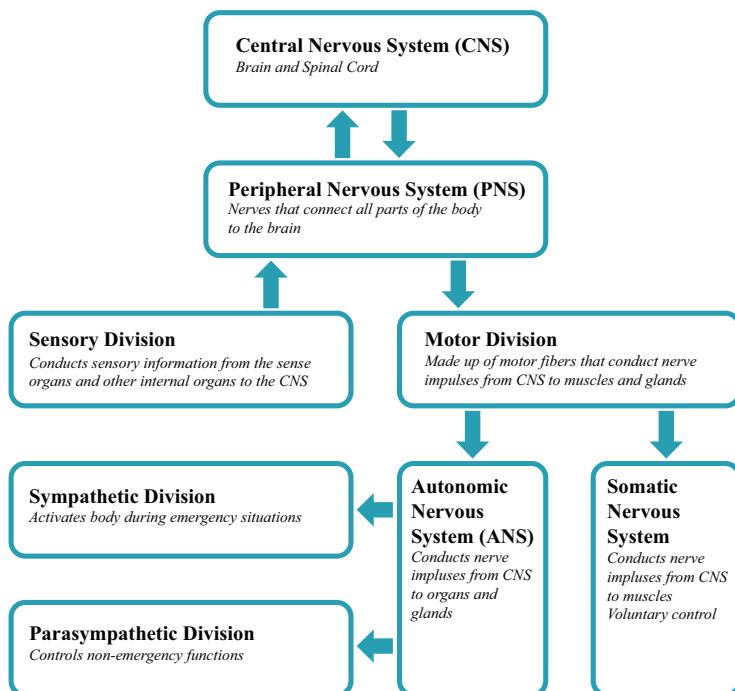 Central Nervous System (CNS)
Brain and Spinal Cord
Peripheral Nervous System (PNS)
Nerves that connect all parts of the body
to the brain
Sensory Division
Conducts sensory information from the sense
organs and other internal organs to the CNS
Motor Division
Made up of motor fibers that conduct nerve
impulses from CNS to muscles and glands
Sympathetic Division
Activates body during emergency situations
Parasympathetic Division
Controls non-emergency functions
Autonomic
Nervous
System (ANS)
Conducts nerve
impluses from CNS
to organs and
glands
Somatic
Nervous
System
Conducts nerve
impluses from CNS
to muscles
Voluntary control